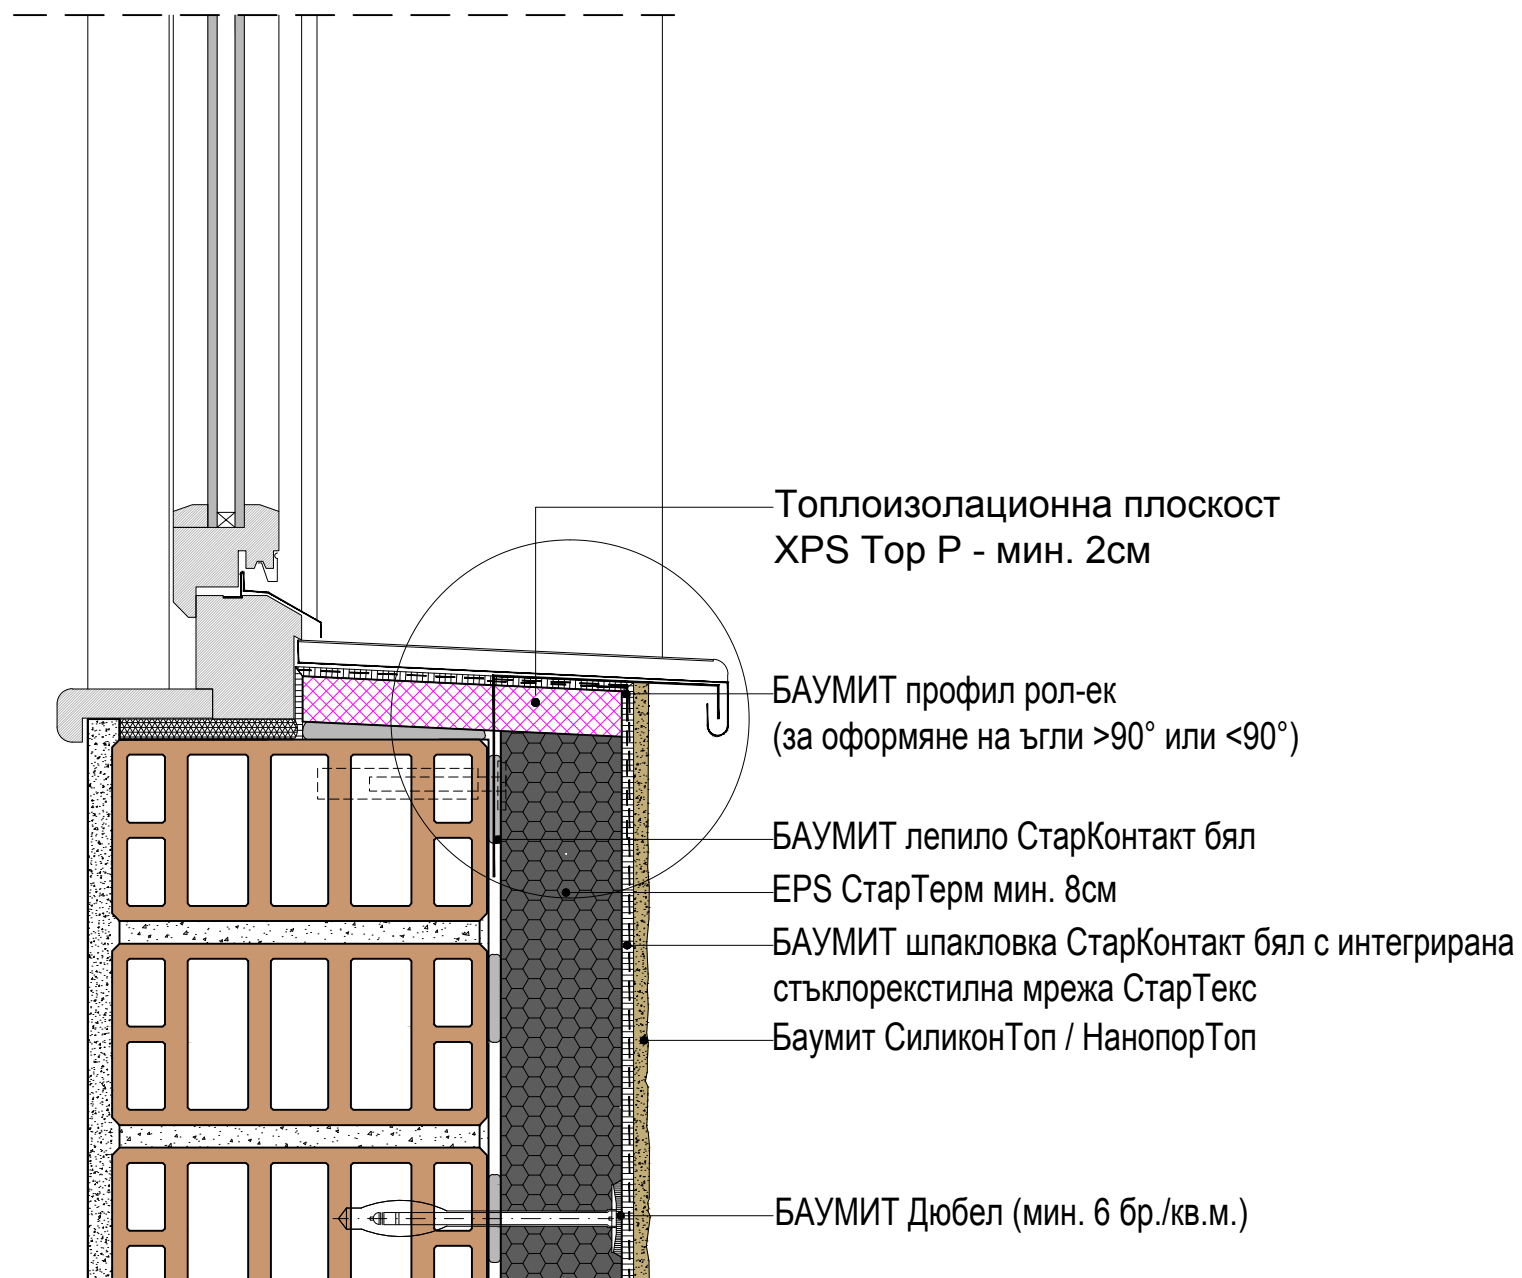 Топлоизолационна плоскост
XPS Top P - мин. 2см
БАУМИТ профил рол-ек
(за оформяне на ъгли >90° или <90°)
БАУМИТ лепило СтарКонтакт бял
EPS СтарТерм мин. 8см
БАУМИТ шпакловка СтарКонтакт бял с интегрирана
стъклорекстилна мрежа СтарТекс
Баумит СиликонТоп / НанопорТоп
БАУМИТ Дюбел (мин. 6 бр./кв.м.)